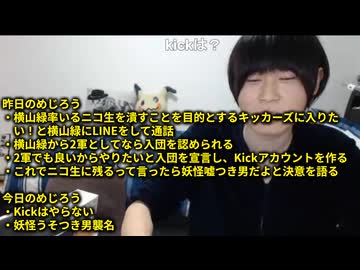 kickは？
昨日のめじろう
・横山緑率いるニコ生を潰すことを目的とするキッカーズに入りた
い！と横山緑にLINEをして通話
・横山緑から2軍としてなら入団を認められる
・2軍でも良いからやりたいと入団を宣言し、Kickアカウントを作る
・これでニコ生に残るって言ったら妖怪嘘つき男だよと決意を語る
今日のめじろう
・Kickはやらない
・妖怪うそつき男襲名